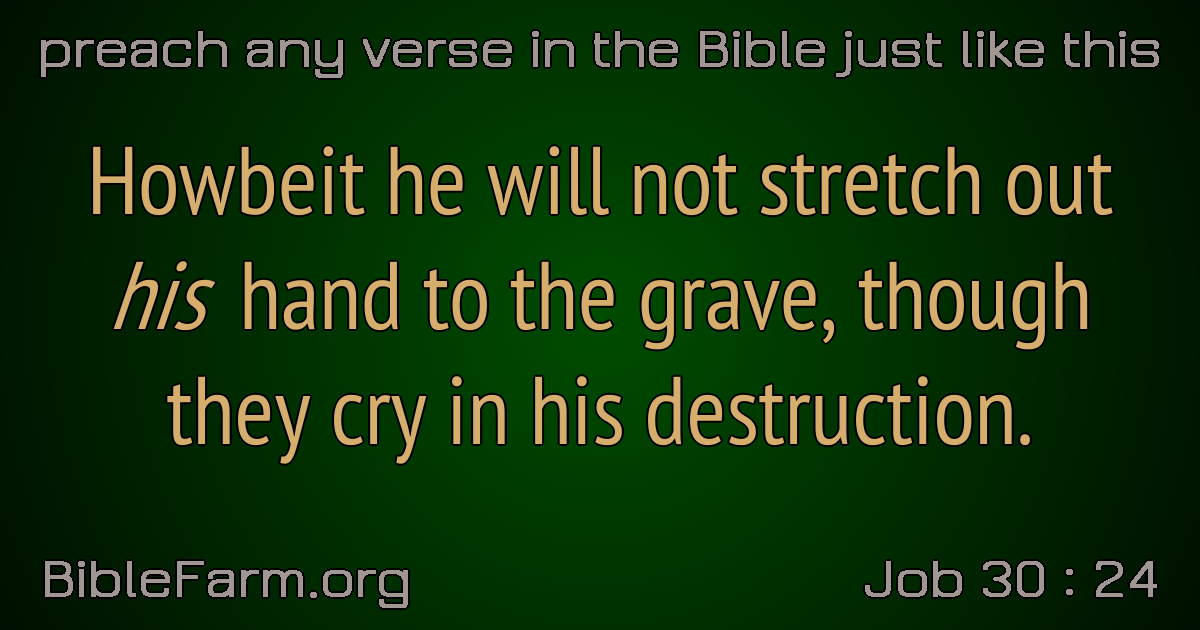 preach any verse in the Bible just like this
Howbeit he will not stretch out
his hand to the grave, though
they cry in his destruction.
BibleFarm.org
Job 30 : 24